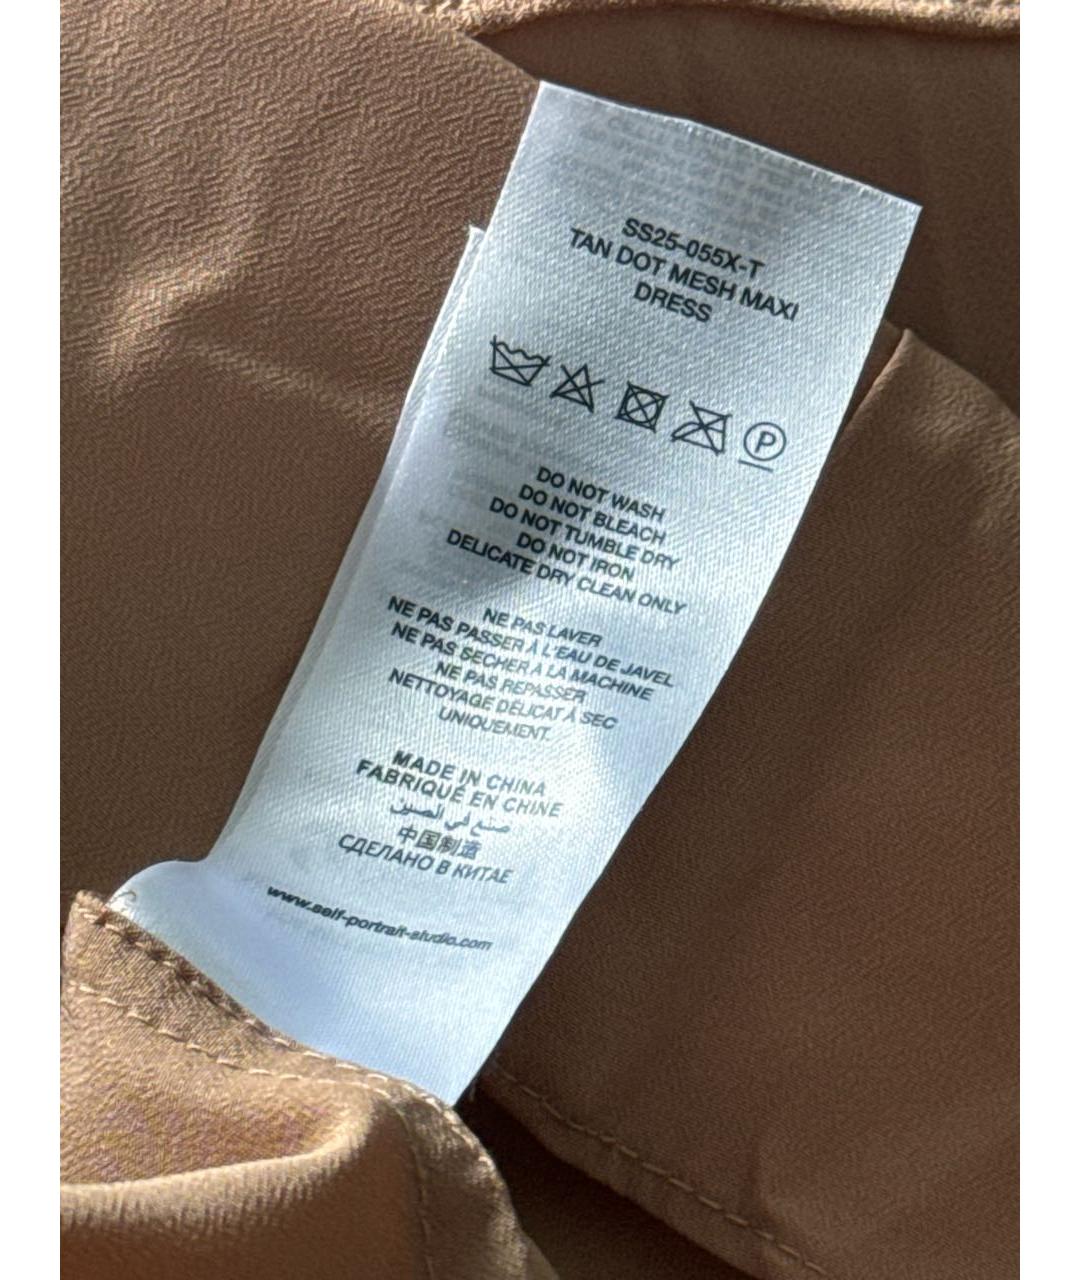 SS25-055X-T
TAN DOT MESH MAXI
DRESS
P
DO NOT WASH
DO NOT BLEACH
DO NOT TUMBLE DRY
DO NOT IRON
DELICATE DRY CLEAN ONLY
NE PAS LAVER
NE PAS PASSER À L'EAU DE JAVEL
NE PAS SECHER À LA MACHINE
NE PAS REPASSER
NETTOYAGE DÉLICAT À SEC
UNIQUEMENT.
MADE IN CHINA
FABRIQUÉ EN CHINE
صنع في الصين
中国制造
СДЕЛАНО В КИТАЕ
www.self-portrait-studio.com